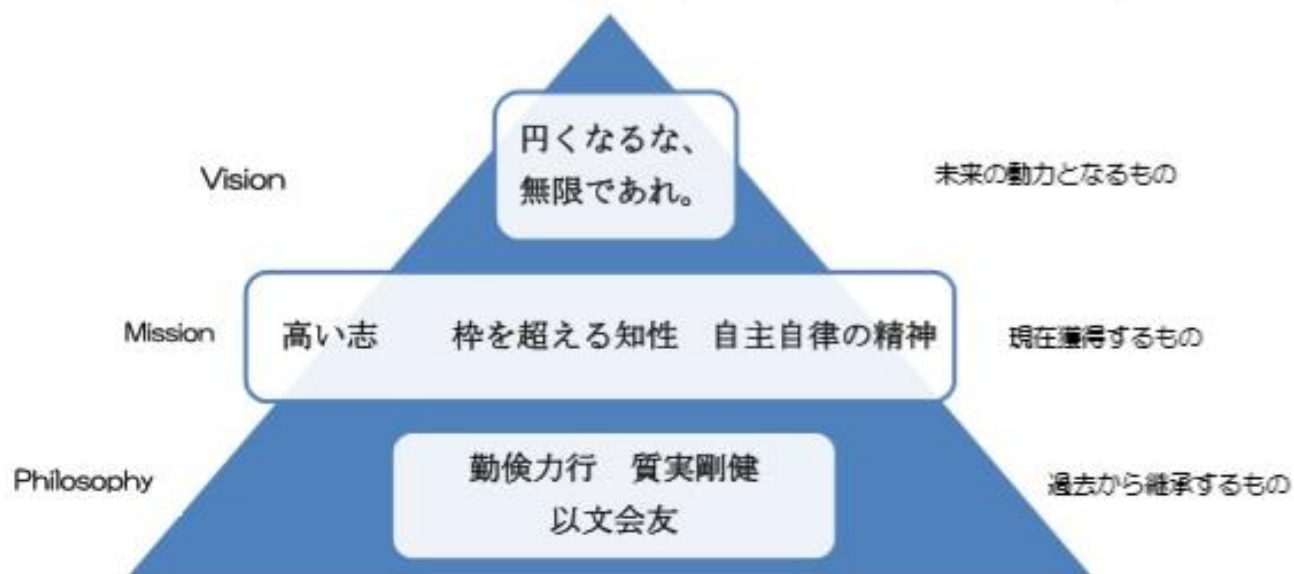 円くなるな、
無限であれ。
Vision
未来の動力となるもの
Mission
高い志 枠を超える知性 自主自律の精神
現在獲得するもの
勤倹力行 質実剛健
以文会友
Philosophy
過去から継承するもの